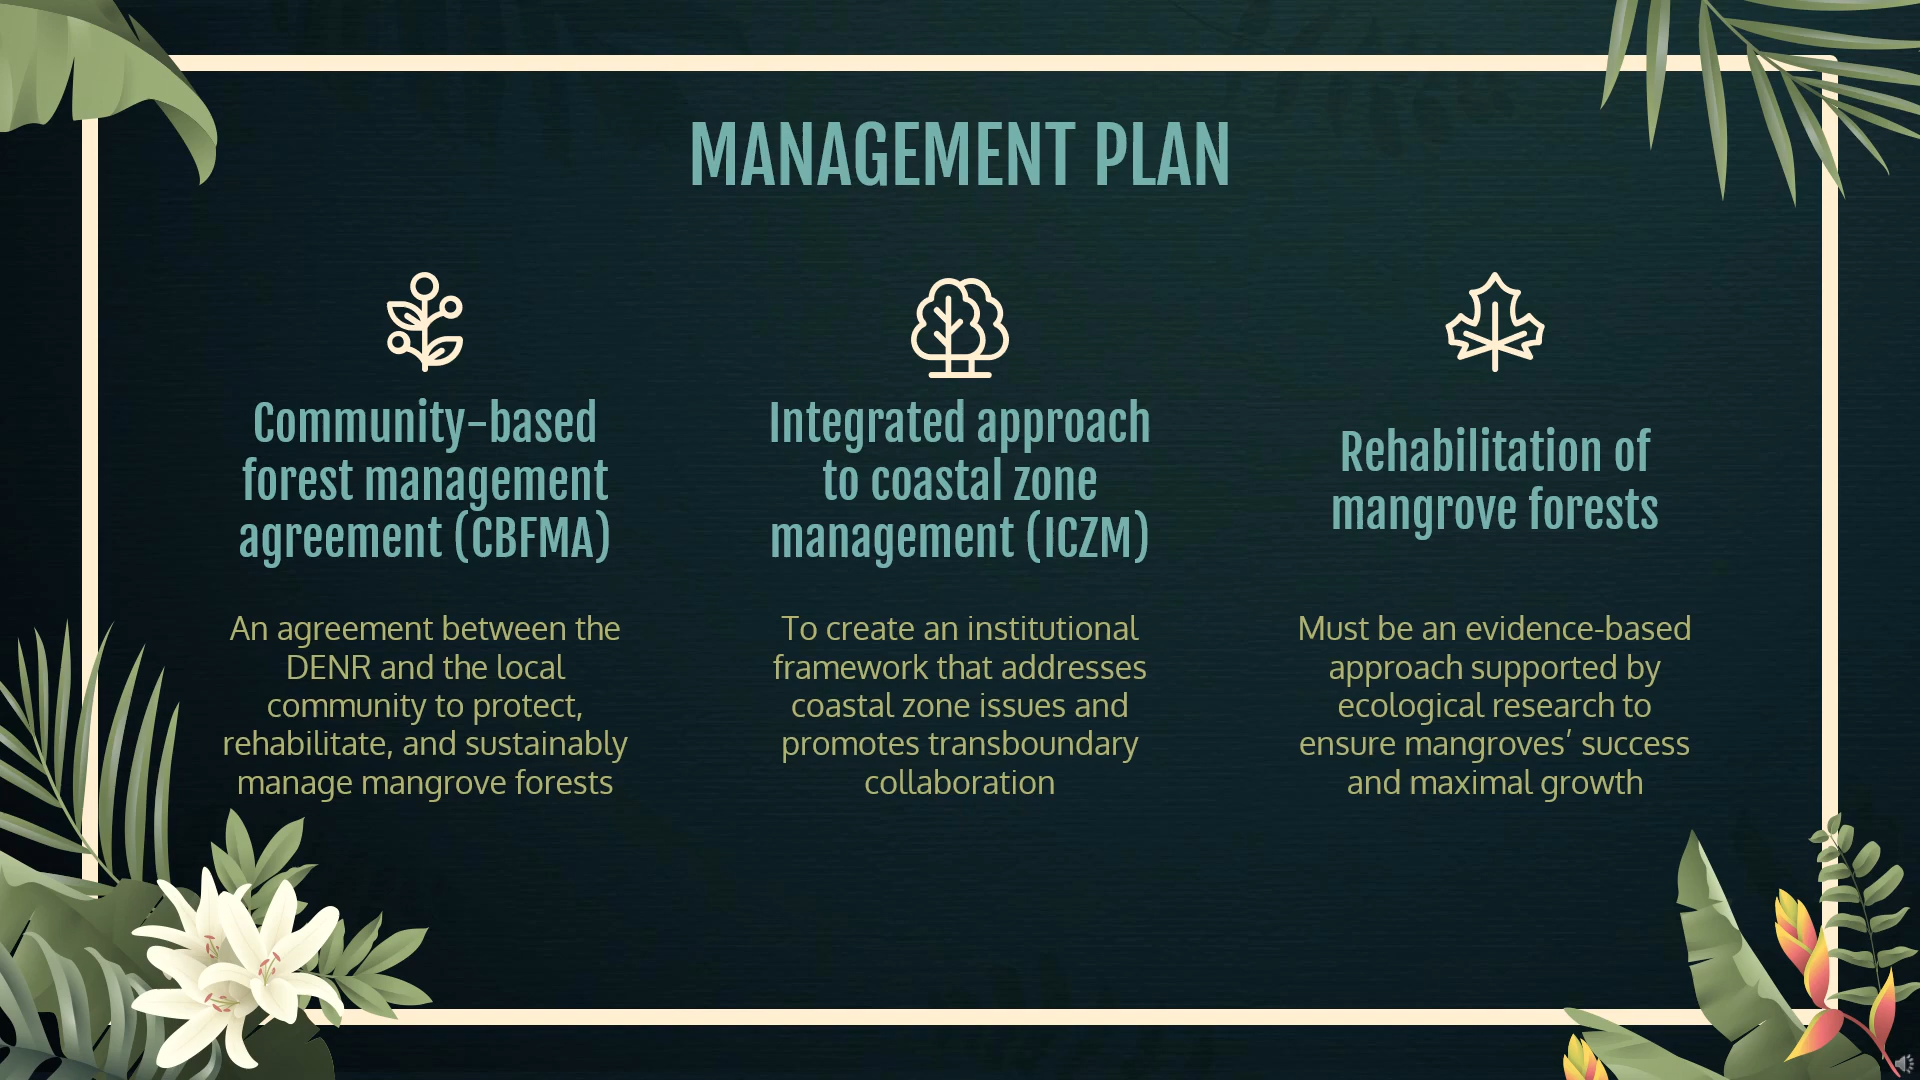 MANAGEMENT PLAN
Community-based
forest management
agreement (CBFMA)
An agreement between the
DENR and the local
community to protect,
rehabilitate, and sustainably
manage mangrove forests
Integrated approach
to coastal zone
management (ICZM)
To create an institutional
framework that addresses
coastal zone issues and
promotes transboundary
collaboration
Rehabilitation of
mangrove forests
Must be an evidence-based
approach supported by
ecological research to
ensure mangroves’ success
and maximal growth